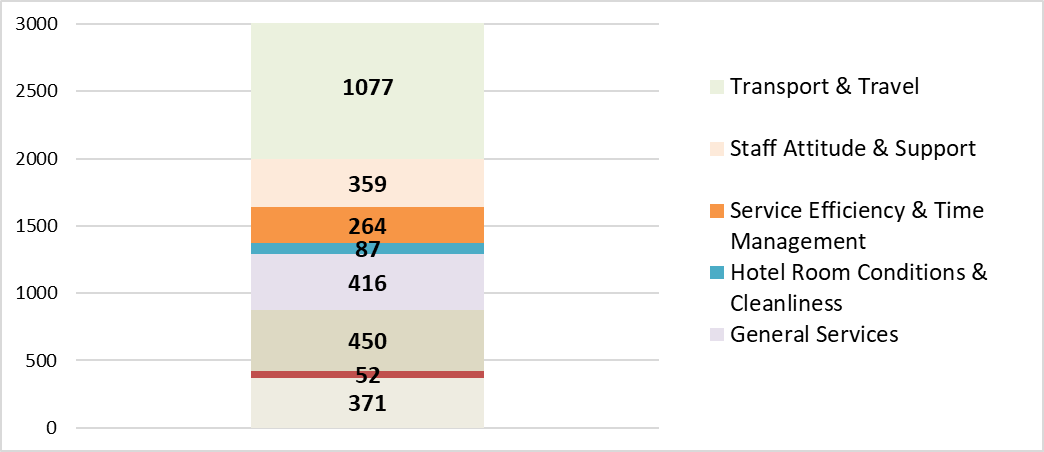 3000
2500
2000
1500
1000
500
0
1077
359
264
87
416
450
52
371
Transport & Travel
Staff Attitude & Support
Service Efficiency & Time
Management
Hotel Room Conditions &
Cleanliness
General Services